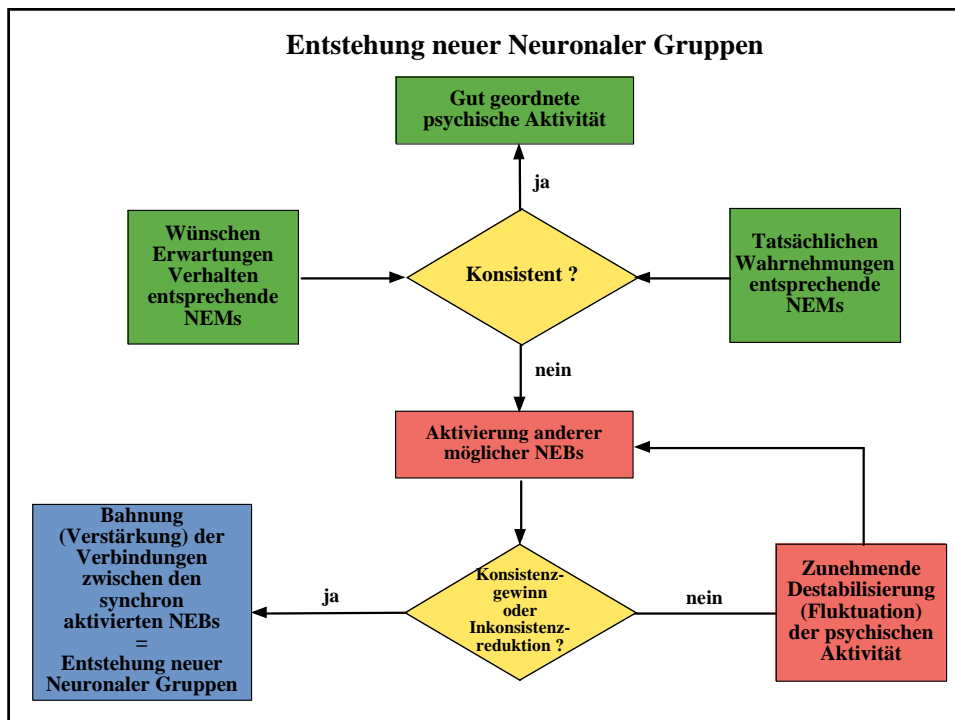 Entstehung neuer Neuronaler Gruppen
Gut geordnete
psychische Aktivität
ja
Wünschen
Erwartungen
Verhalten
entsprechende
NEMs
Konsistent ?
Tatsächlichen
Wahrnehmungen
entsprechende
NEMs
nein
Aktivierung anderer
möglicher NEBs
Bahnung
(Verstärkung) der
Verbindungen
zwischen den
synchron
aktivierten NEBs
=
Entstehung neuer
Neuronaler Gruppen
ja
Konsistenz-
gewinn
oder
Inkonsistenz-
reduktion ?
nein
Zunehmende
Destabilisierung
(Fluktuation)
der psychischen
Aktivität